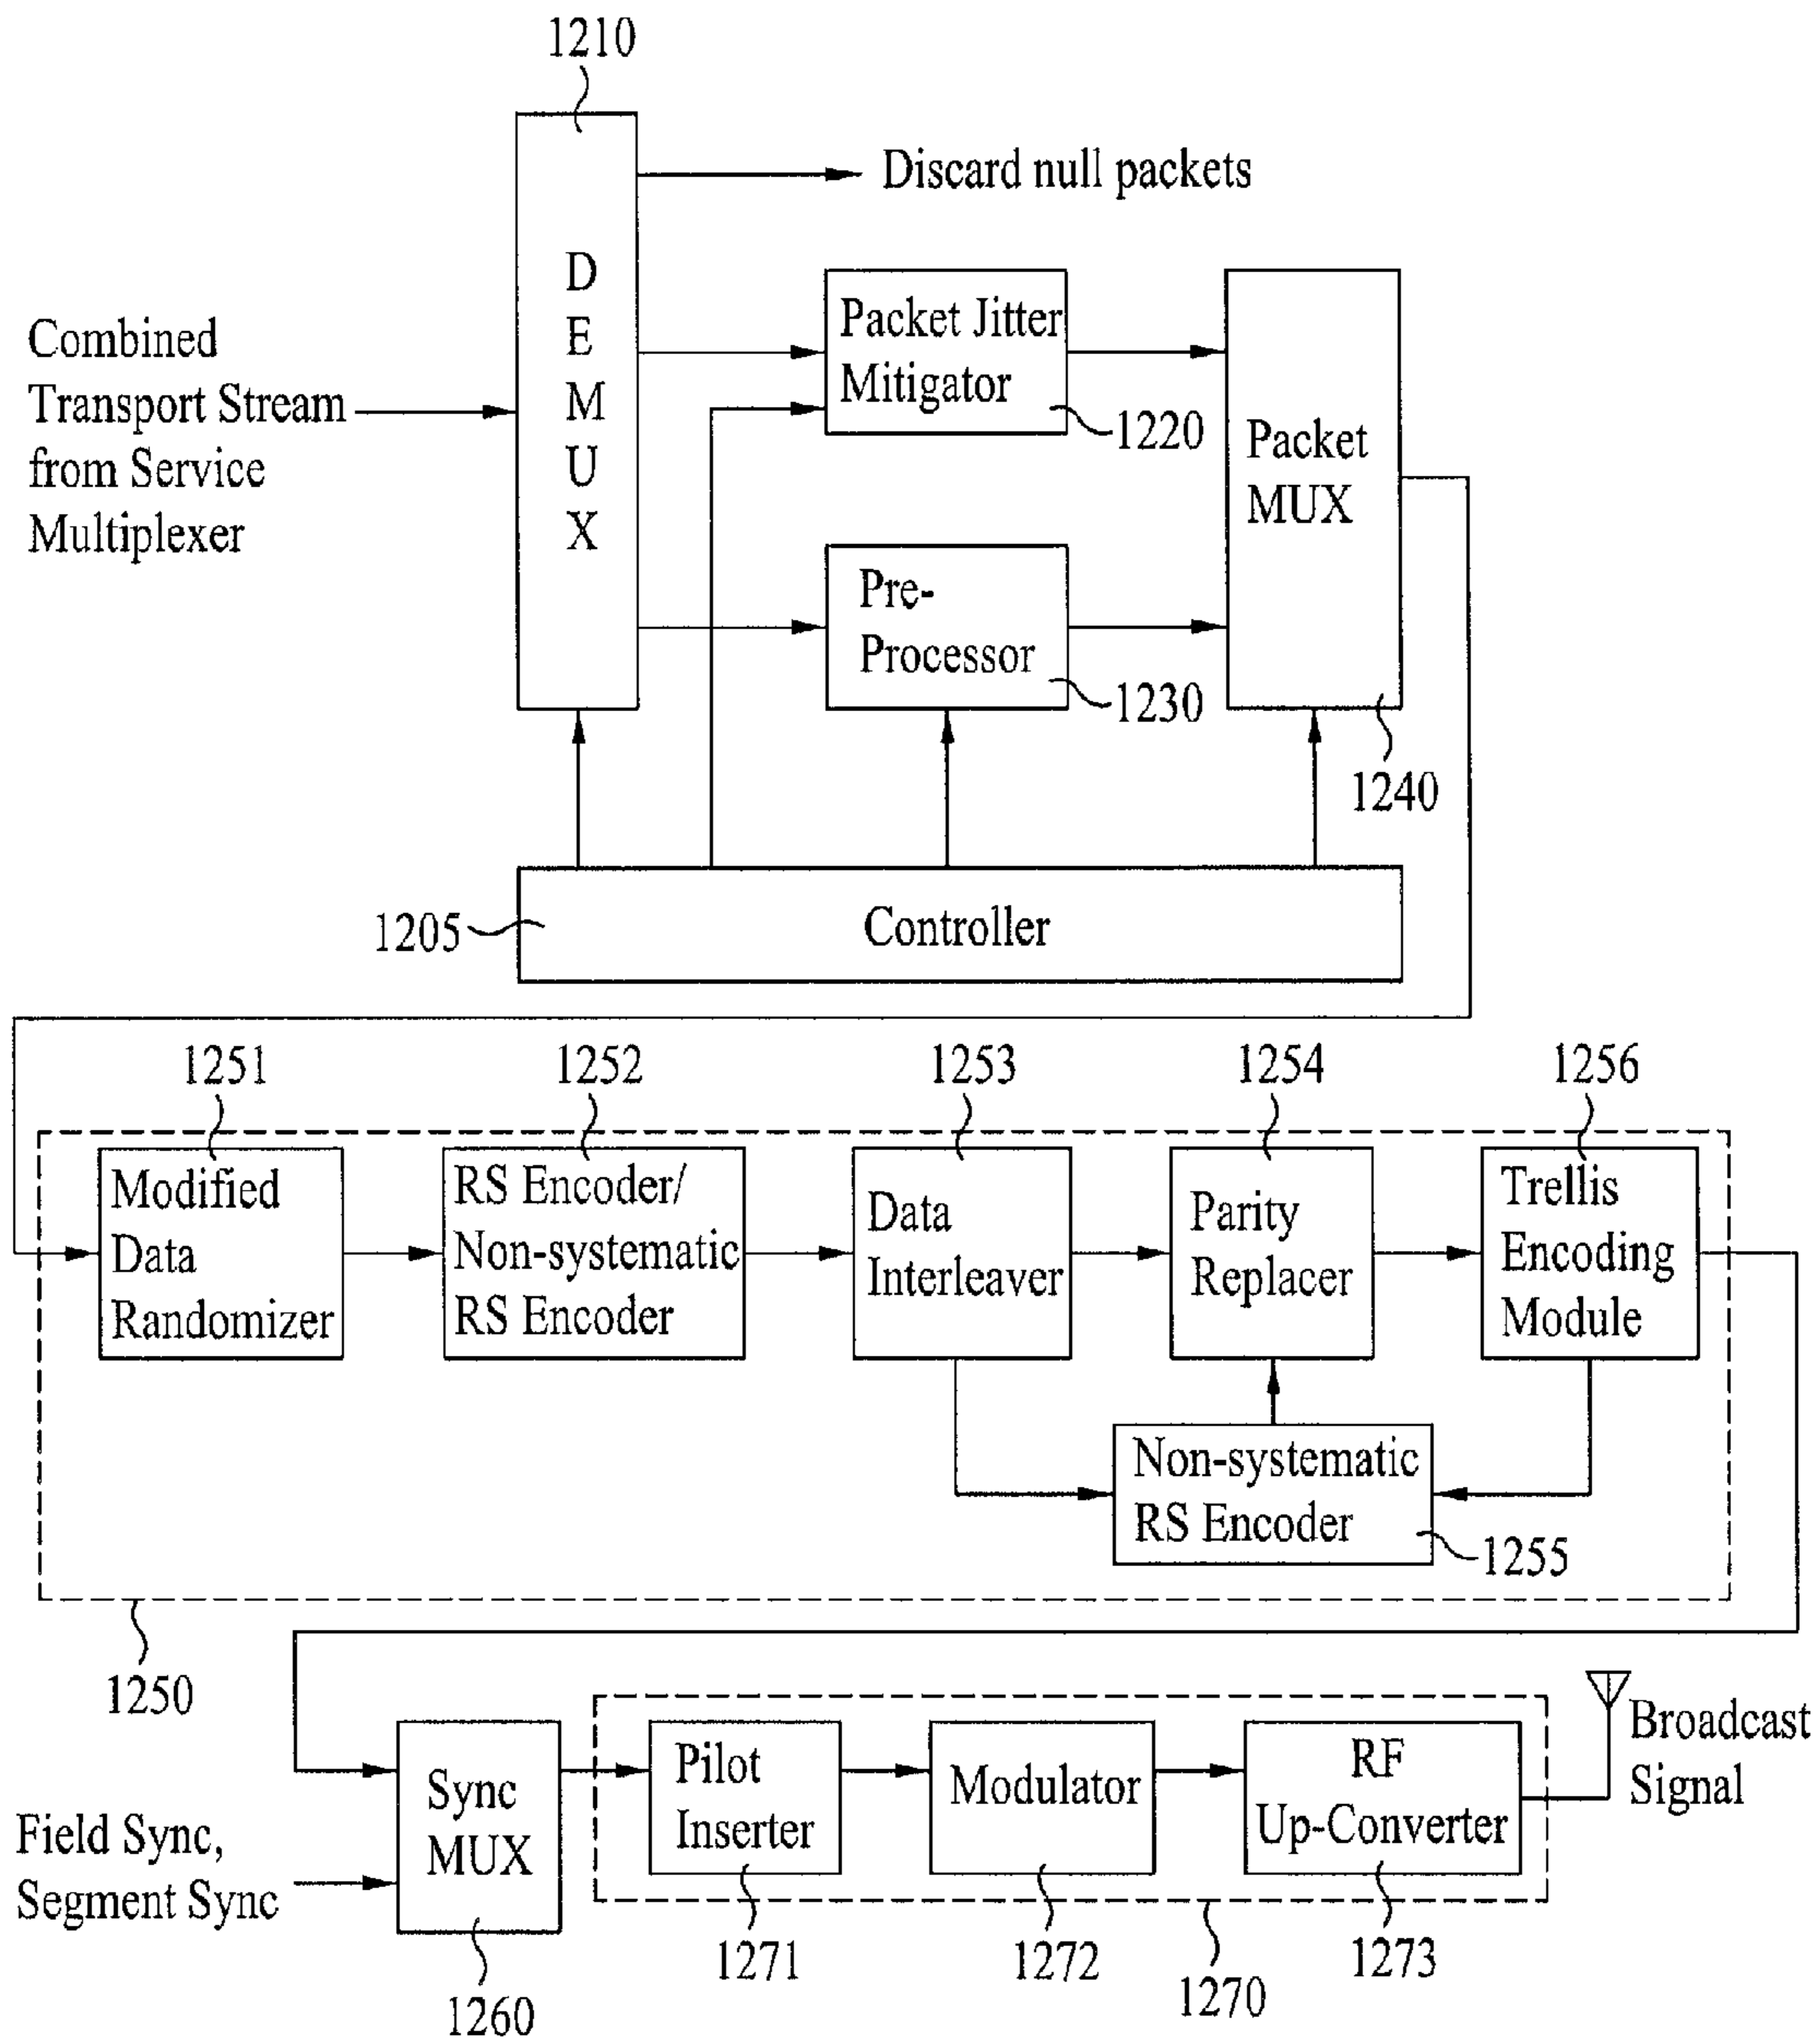 1210
Discard null packets
D
E
M
U
X
Combined
Transport Stream
from Service
Multiplexer
Packet Jitter
Mitigator
1220
Packet
MUX
Pre-
Processor
1230
1240
1205
Controller
1251
1252
1253
1254
1256
Modified
Data
Randomizer
RS Encoder/
Non-systematic
RS Encoder
Data
Interleaver
Parity
Replacer
Trellis
Encoding
Module
Non-systematic
RS Encoder
1255
1250
Broadcast
Signal
Sync
MUX
Pilot
Inserter
Modulator
RF
Up-Converter
Field Sync,
Segment Sync
1271
1272
1273
1270
1260